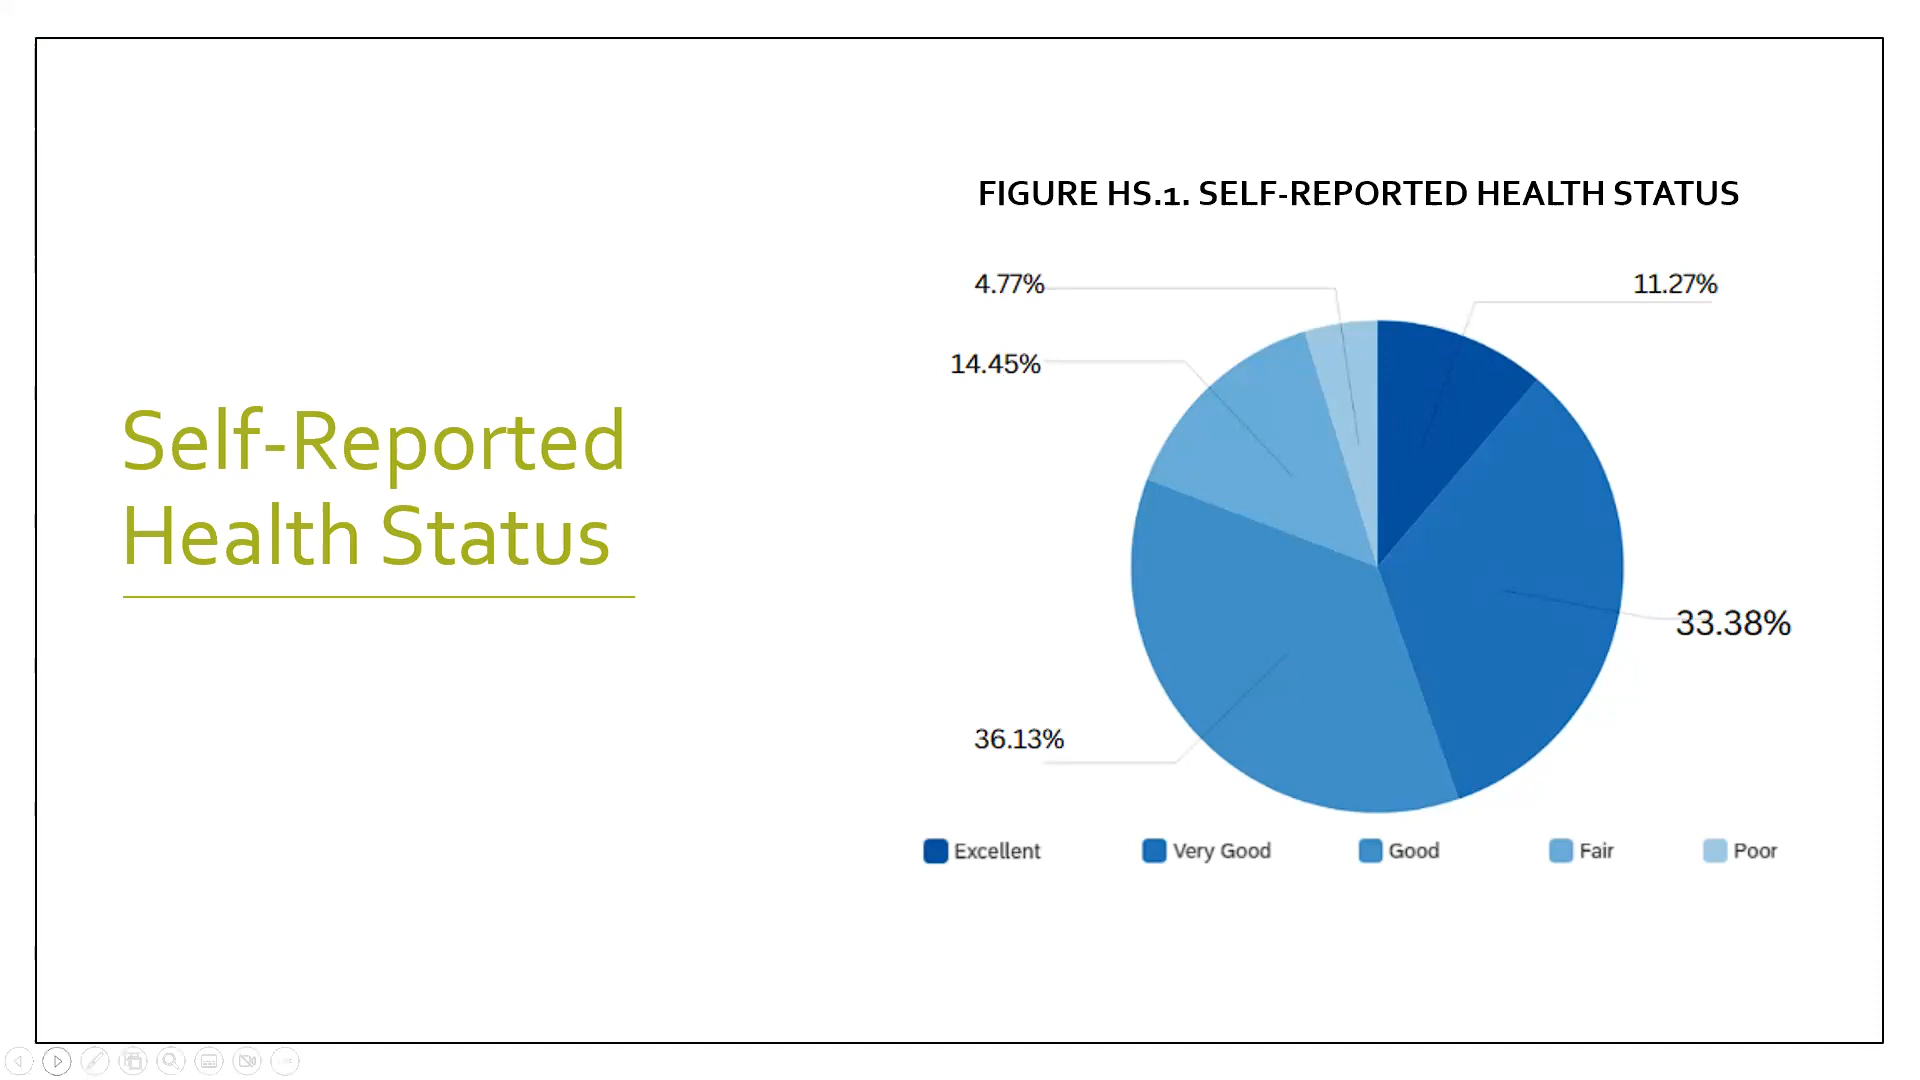 Self-Reported
Health Status
FIGURE HS.1. SELF-REPORTED HEALTH STATUS
4.77%
11.27%
14.45%
33.38%
36.13%
Excellent
Very Good
Good
Fair
Poor